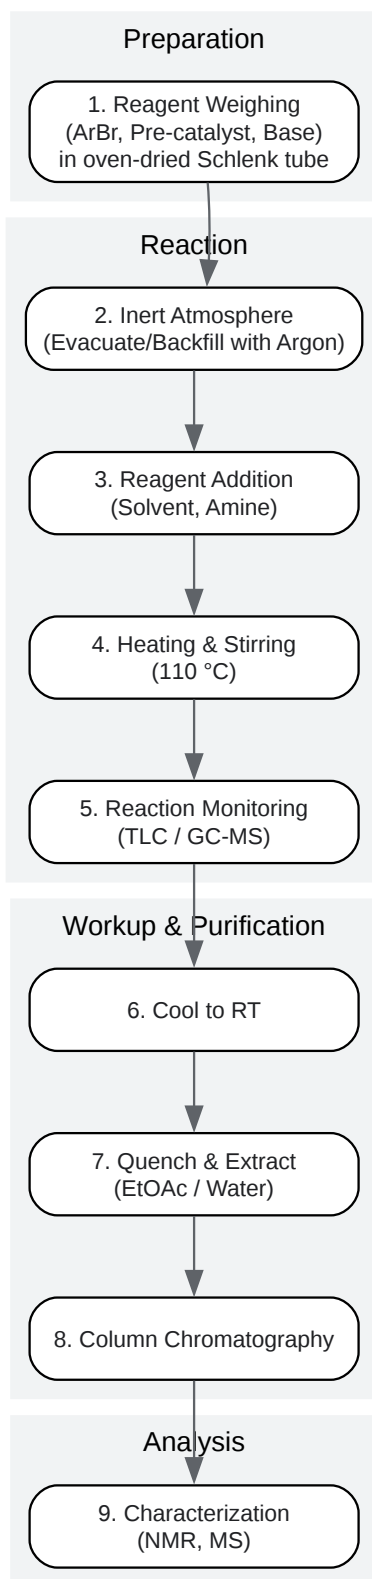 Preparation
1. Reagent Weighing
(ArBr, Pre-catalyst, Base)
in oven-dried Schlenk tube
Reaction
2. Inert Atmosphere
(Evacuate/Backfill with Argon)
3. Reagent Addition
(Solvent, Amine)
4. Heating & Stirring
(110 °C)
5. Reaction Monitoring
(TLC / GC-MS)
Workup & Purification
6. Cool to RT
7. Quench & Extract
(EtOAc / Water)
8. Column Chromatography
Analysis
9. Characterization
(NMR, MS)